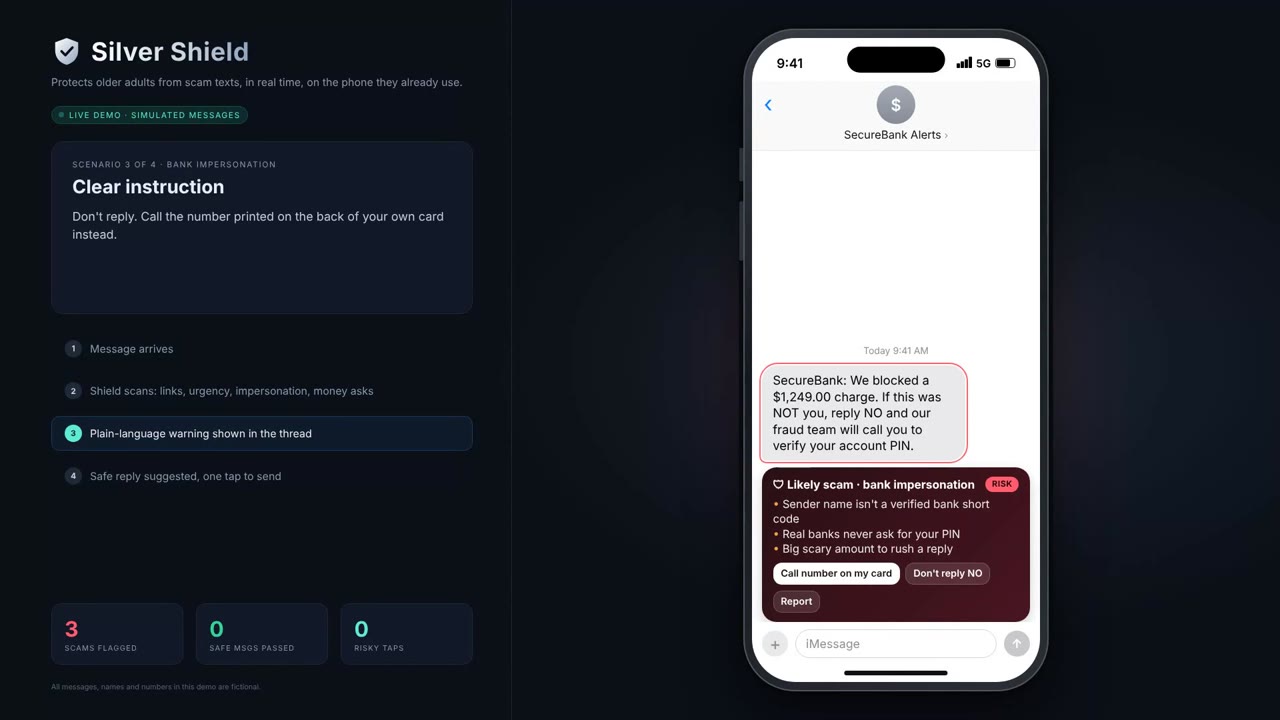 Silver Shield
Protects older adults from scam texts, in real time, on the phone they already use.
LIVE DEMO · SIMULATED MESSAGES
SCENARIO 3 OF 4 · BANK IMPERSONATION
Clear instruction
Don't reply. Call the number printed on the back of your own card
instead.
1 Message arrives
2 Shield scans: links, urgency, impersonation, money asks
3 Plain-language warning shown in the thread
4 Safe reply suggested, one tap to send
3
SCAMS FLAGGED
0
SAFE MSGS PASSED
0
RISKY TAPS
All messages, names and numbers in this demo are fictional.
9:41
5G
$
SecureBank Alerts ›
Today 9:41 AM
SecureBank: We blocked a
$1,249.00 charge. If this was
NOT you, reply NO and our
fraud team will call you to
verify your account PIN.
Likely scam · bank impersonation RISK
• Sender name isn't a verified bank short
code
• Real banks never ask for your PIN
• Big scary amount to rush a reply
Call number on my card Don't reply NO
Report
+ iMessage